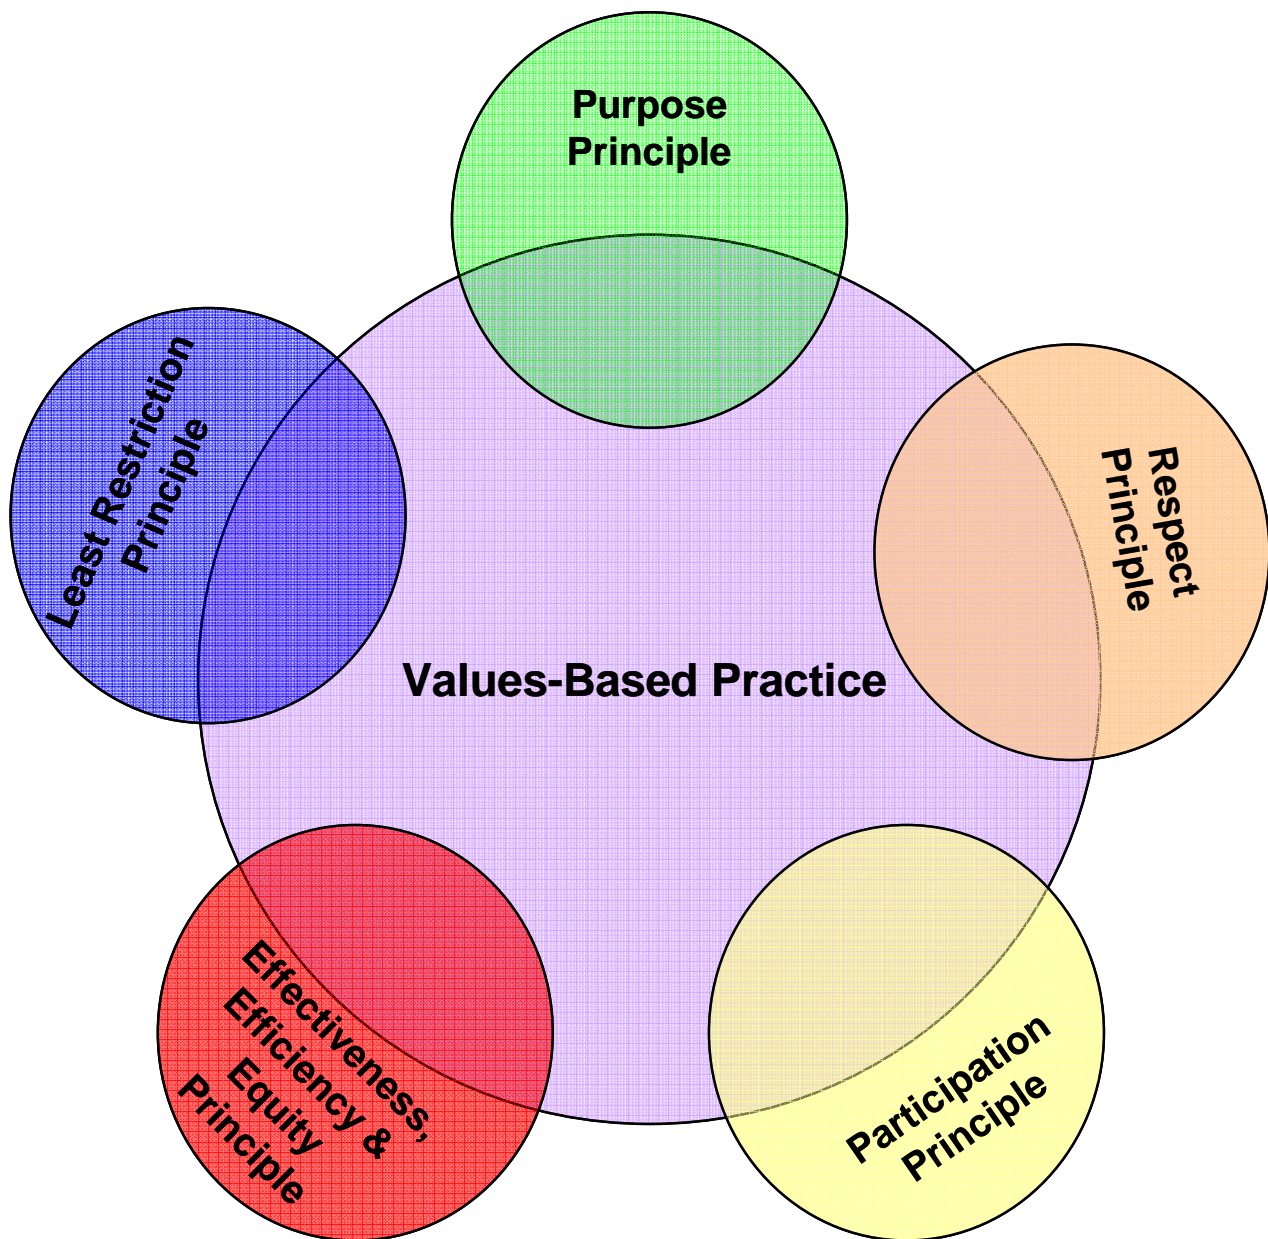 Purpose
Principle
Least Restriction
Principle
Respect
Principle
Values-Based Practice
Effectiveness,
Efficiency &
Equity
Principle
Participation
Principle